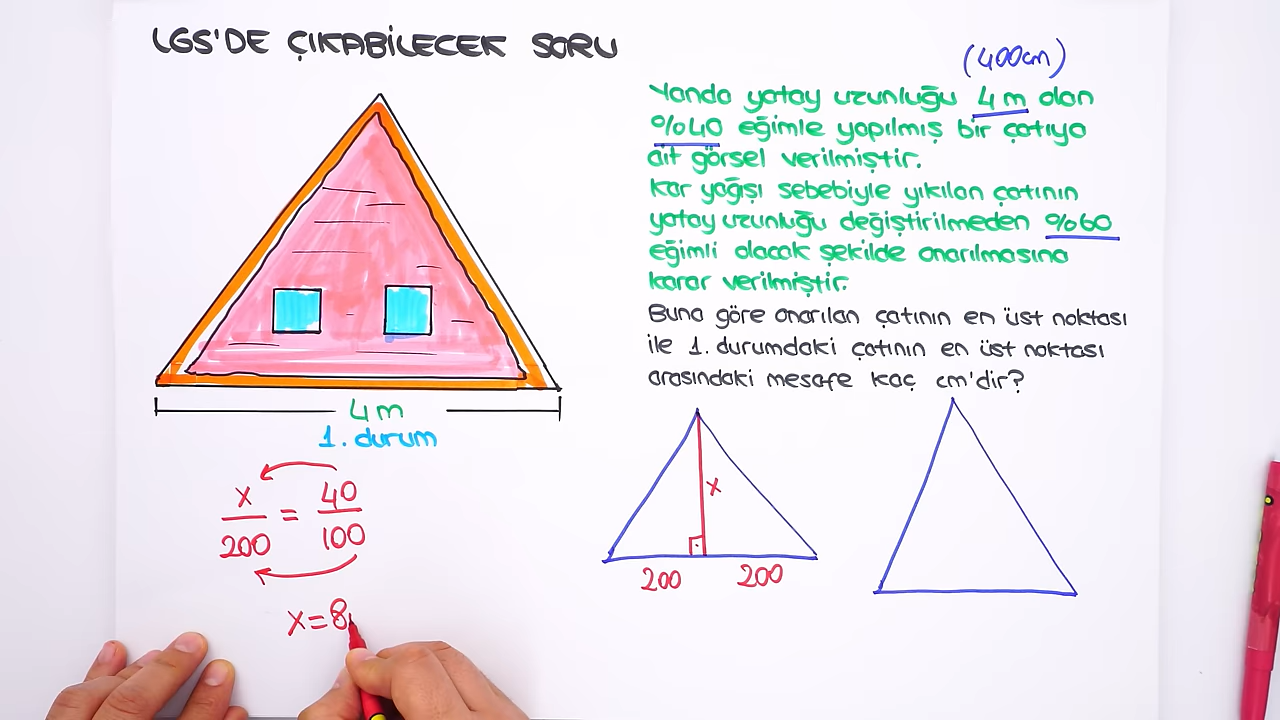 LGS'DE ÇIKABİLECEK SORU
(400cm)
Yanda yatay uzunluğu 4 m olan
%40 eğimle yapılmış bir çatıya
ait görsel verilmiştir.
Kar yağışı sebebiyle yıkılan çatının
yatay uzunluğu değiştirilmeden %60
eğimli olacak şekilde onarılmasına
karar verilmiştir.
Buna göre onarılan çatının en üst noktası
ile 1. durumdaki çatının en üst noktası
arasındaki mesafe kaç cm'dir?
4 m
1. durum
x/200 = 40/100
x=8
x
200 200